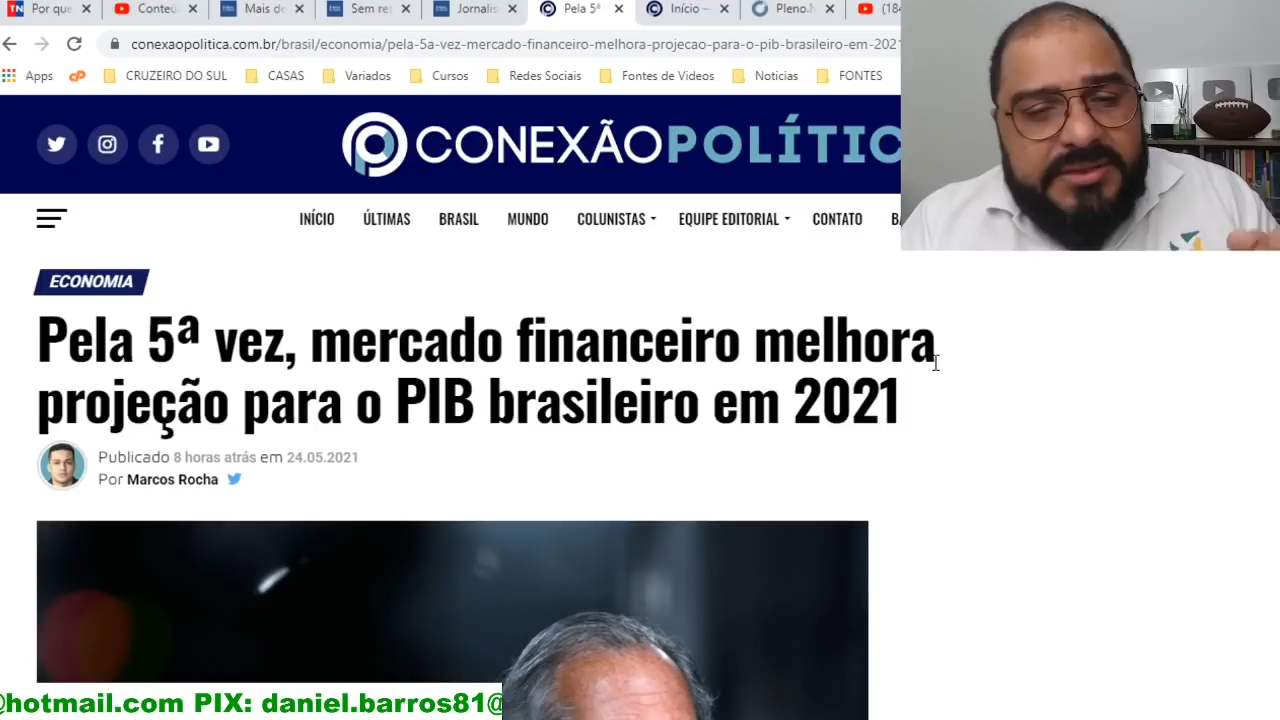 Por que
Conteú
Mais de
Sem re
Jornalis
Pela 5ª
Início –
Pleno.N
(184
conexaopolitica.com.br/brasil/economia/pela-5a-vez-mercado-financeiro-melhora-projecao-para-o-pib-brasileiro-em-2021
Apps
CRUZEIRO DO SUL
CASAS
Variados
Cursos
Redes Sociais
Fontes de Videos
Noticias
FONTES
CONEXÃOPOLÍTIC
INÍCIO
ÚLTIMAS
BRASIL
MUNDO
COLUNISTAS
EQUIPE EDITORIAL
CONTATO
ECONOMIA
Pela 5ª vez, mercado financeiro melhora
projeção para o PIB brasileiro em 2021
Publicado 8 horas atrás em 24.05.2021
Por Marcos Rocha
@hotmail.com PIX: daniel.barros81@